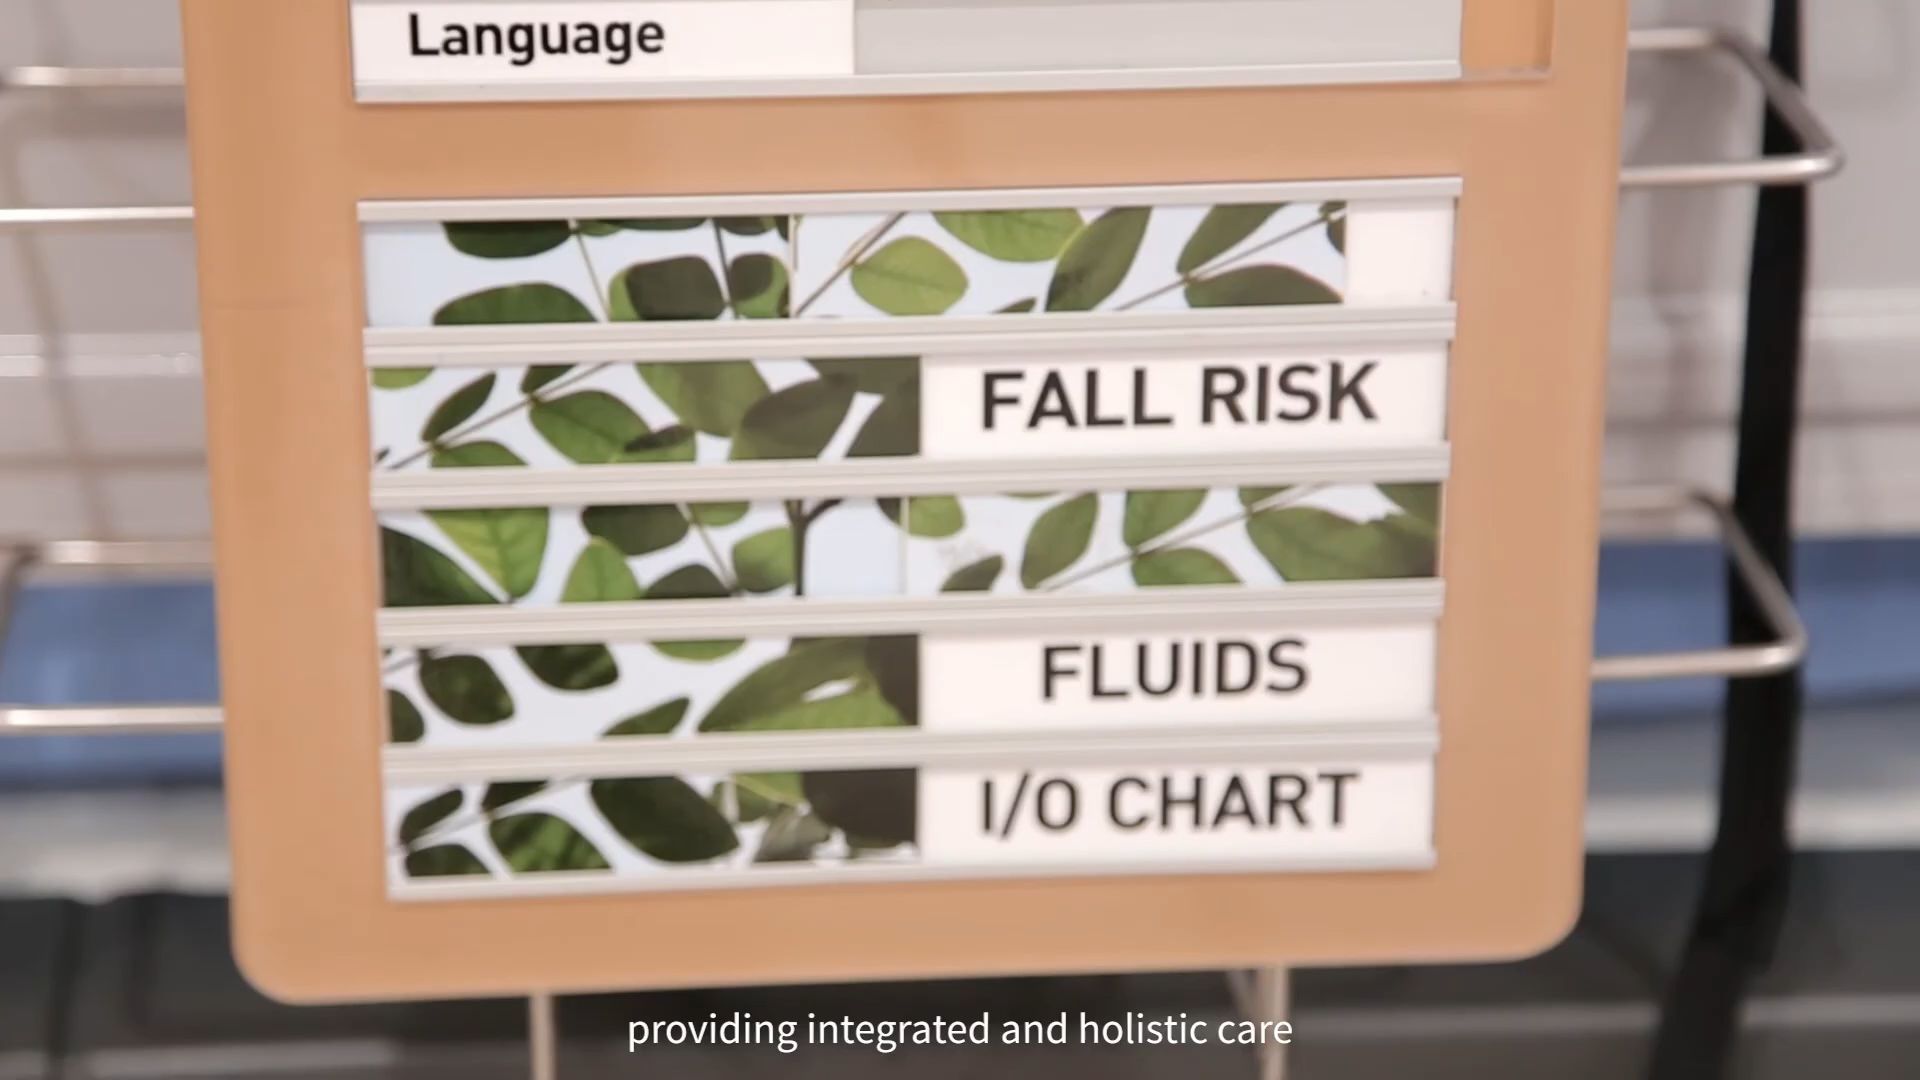 Language
FALL RISK
FLUIDS
I/O CHART
providing integrated and holistic care